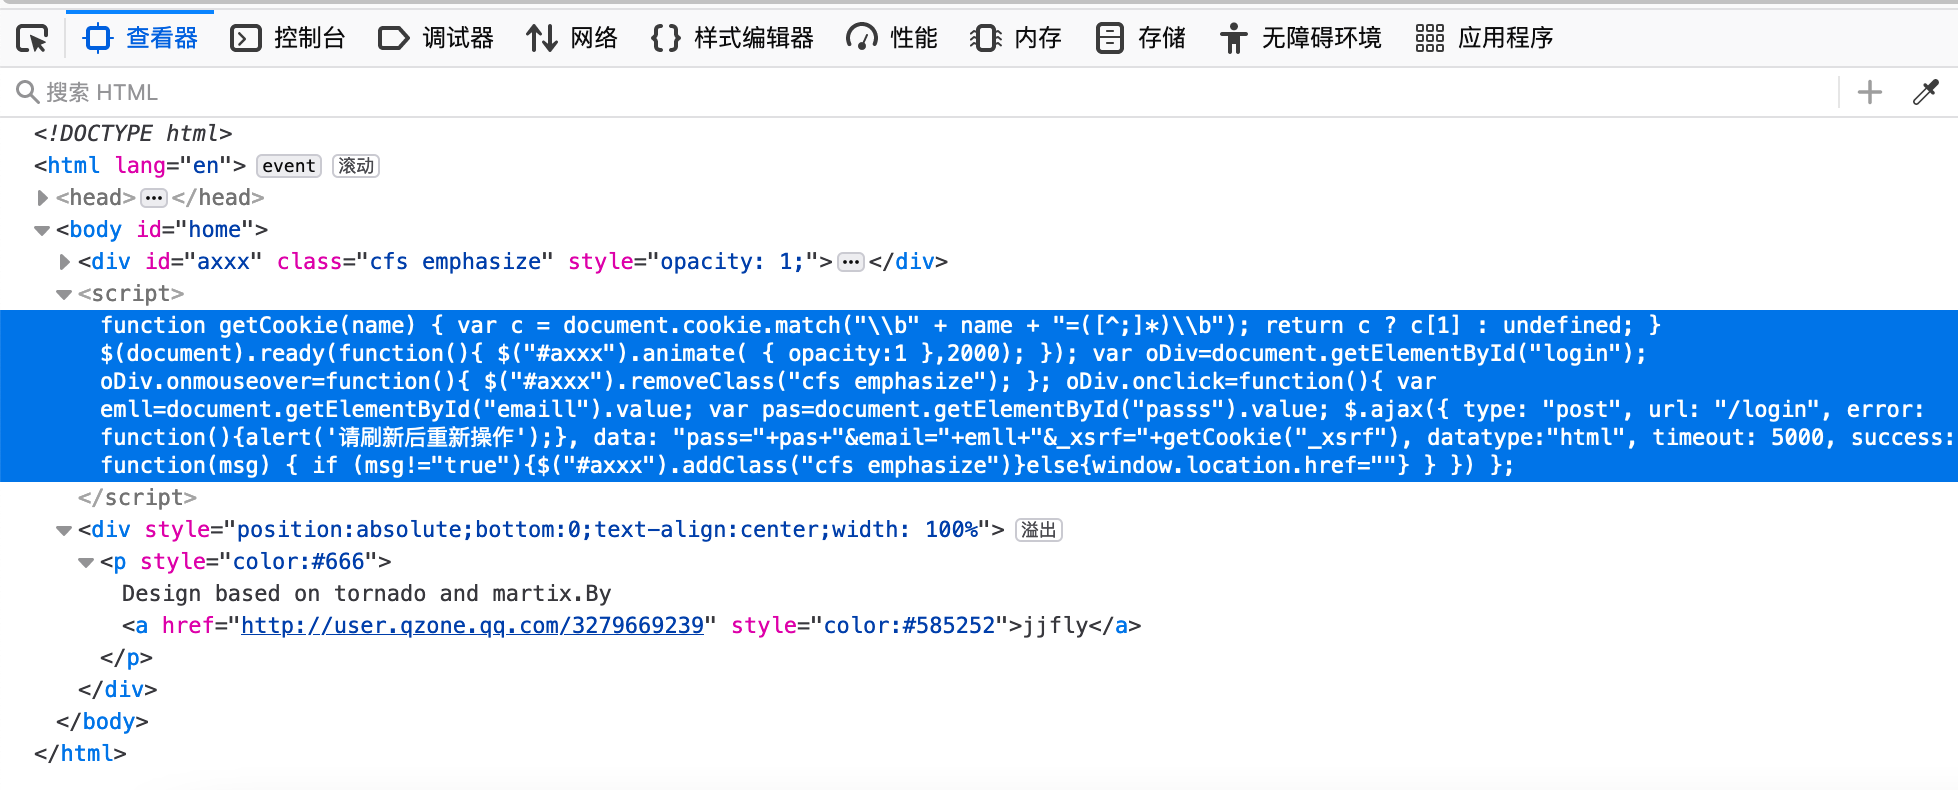 查看器 控制台 调试器 网络 {} 样式编辑器 性能 内存 存储 无障碍环境 应用程序
搜索 HTML
<!DOCTYPE html>
<html lang="en"> event 滚动
<head> ••• </head>
<body id="home">
<div id="axxx" class="cfs emphasize" style="opacity: 1;"> ••• </div>
<script>
function getCookie(name) { var c = document.cookie.match("\\b" + name + "=([^;]*)\\b"); return c ? c[1] : undefined; }
$(document).ready(function(){ $("#axxx").animate( { opacity:1 },2000); }); var oDiv=document.getElementById("login");
oDiv.onmouseover=function(){ $("#axxx").removeClass("cfs emphasize"); }; oDiv.onclick=function(){ var
emll=document.getElementById("emaill").value; var pas=document.getElementById("passs").value; $.ajax({ type: "post", url: "/login", error:
function(){alert('请刷新后重新操作');}, data: "pass="+pas+"&email="+emll+"&_xsrf="+getCookie("_xsrf"), datatype:"html", timeout: 5000, success:
function(msg) { if (msg!="true"){$("#axxx").addClass("cfs emphasize")}else{window.location.href=""} } }) };
</script>
<div style="position:absolute;bottom:0;text-align:center;width: 100%"> 溢出
<p style="color:#666">
Design based on tornado and martix.By
<a href="http://user.qzone.qq.com/3279669239" style="color:#585252">jjfly</a>
</p>
</div>
</body>
</html>